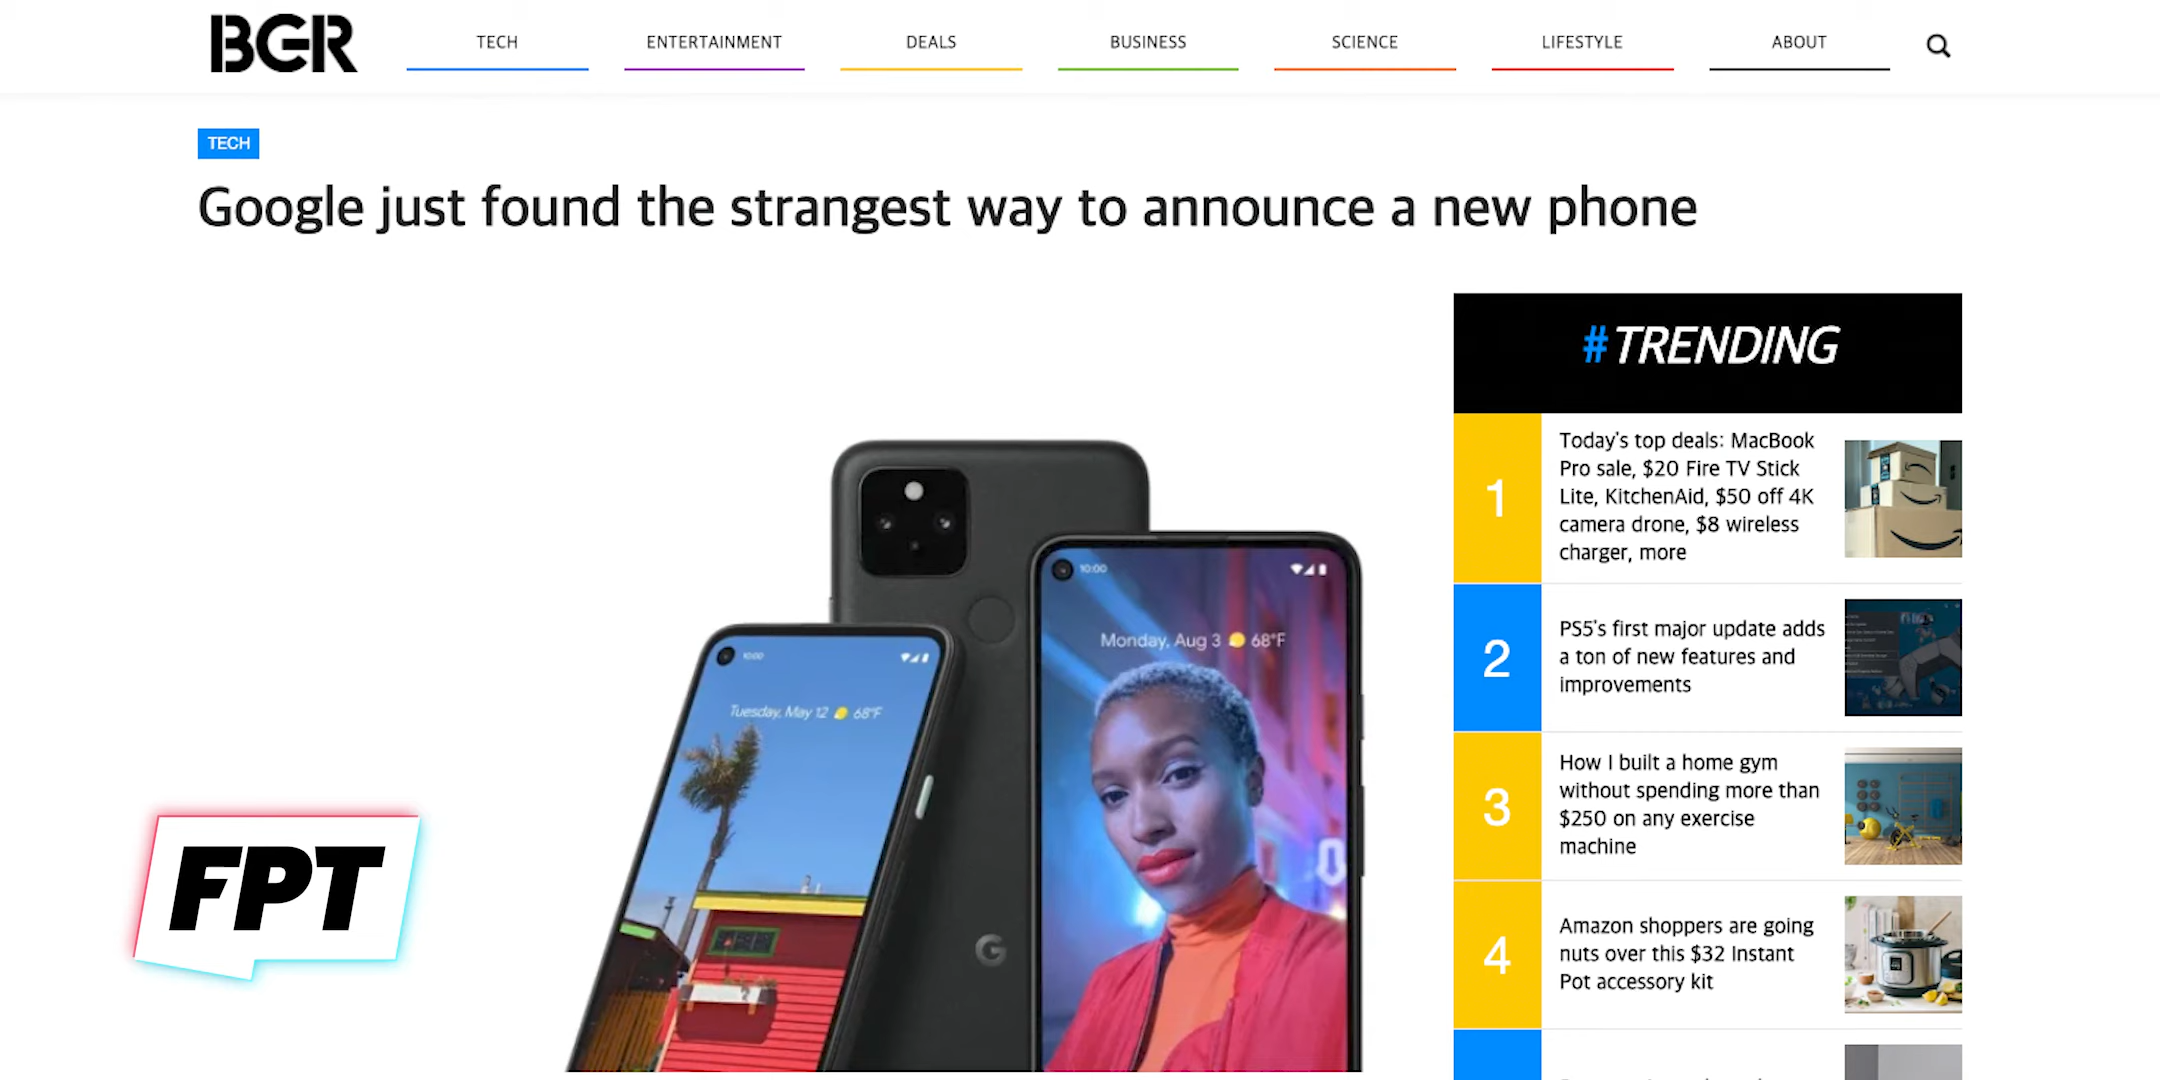 BGR
TECH
ENTERTAINMENT
DEALS
BUSINESS
SCIENCE
LIFESTYLE
ABOUT
TECH
Google just found the strangest way to announce a new phone
#TRENDING
1
Today's top deals: MacBook
Pro sale, $20 Fire TV Stick
Lite, KitchenAid, $50 off 4K
camera drone, $8 wireless
charger, more
2
PS5's first major update adds
a ton of new features and
improvements
3
How I built a home gym
without spending more than
$250 on any exercise
machine
4
Amazon shoppers are going
nuts over this $32 Instant
Pot accessory kit
10:00
Monday, Aug 3 68°F
10:00
Tuesday, May 12 68°F
G
FPT